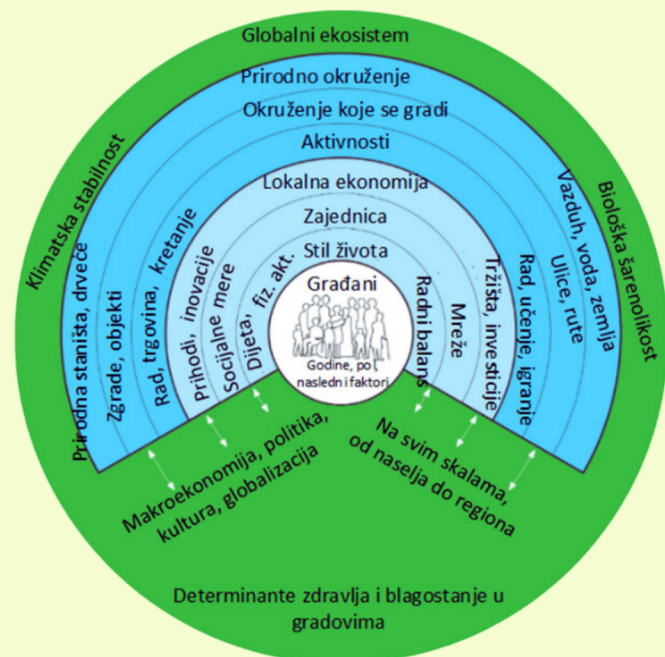 Globalni ekosistem
Klimatska stabilnost
Biološka šarenolikost
Prirodno okruženje
Prirodna staništa, drveće
Vazduh, voda, zemlja
Okruženje koje se gradi
Zgrade, objekti
Ulice, rute
Aktivnosti
Rad, trgovina, kretanje
Rad, učenje, igranje
Lokalna ekonomija
Prihodi, inovacije
Tržišta, investicije
Zajednica
Socijalne mere
Mreže
Stil života
Dijeta, fiz. akt.
Radni balans
Građani
Godine, pol,
nasledni faktori
Makroekonomija, politika,
kultura, globalizacija
Na svim skalama,
od naselja do regiona
Determinante zdravlja i blagostanje u
gradovima